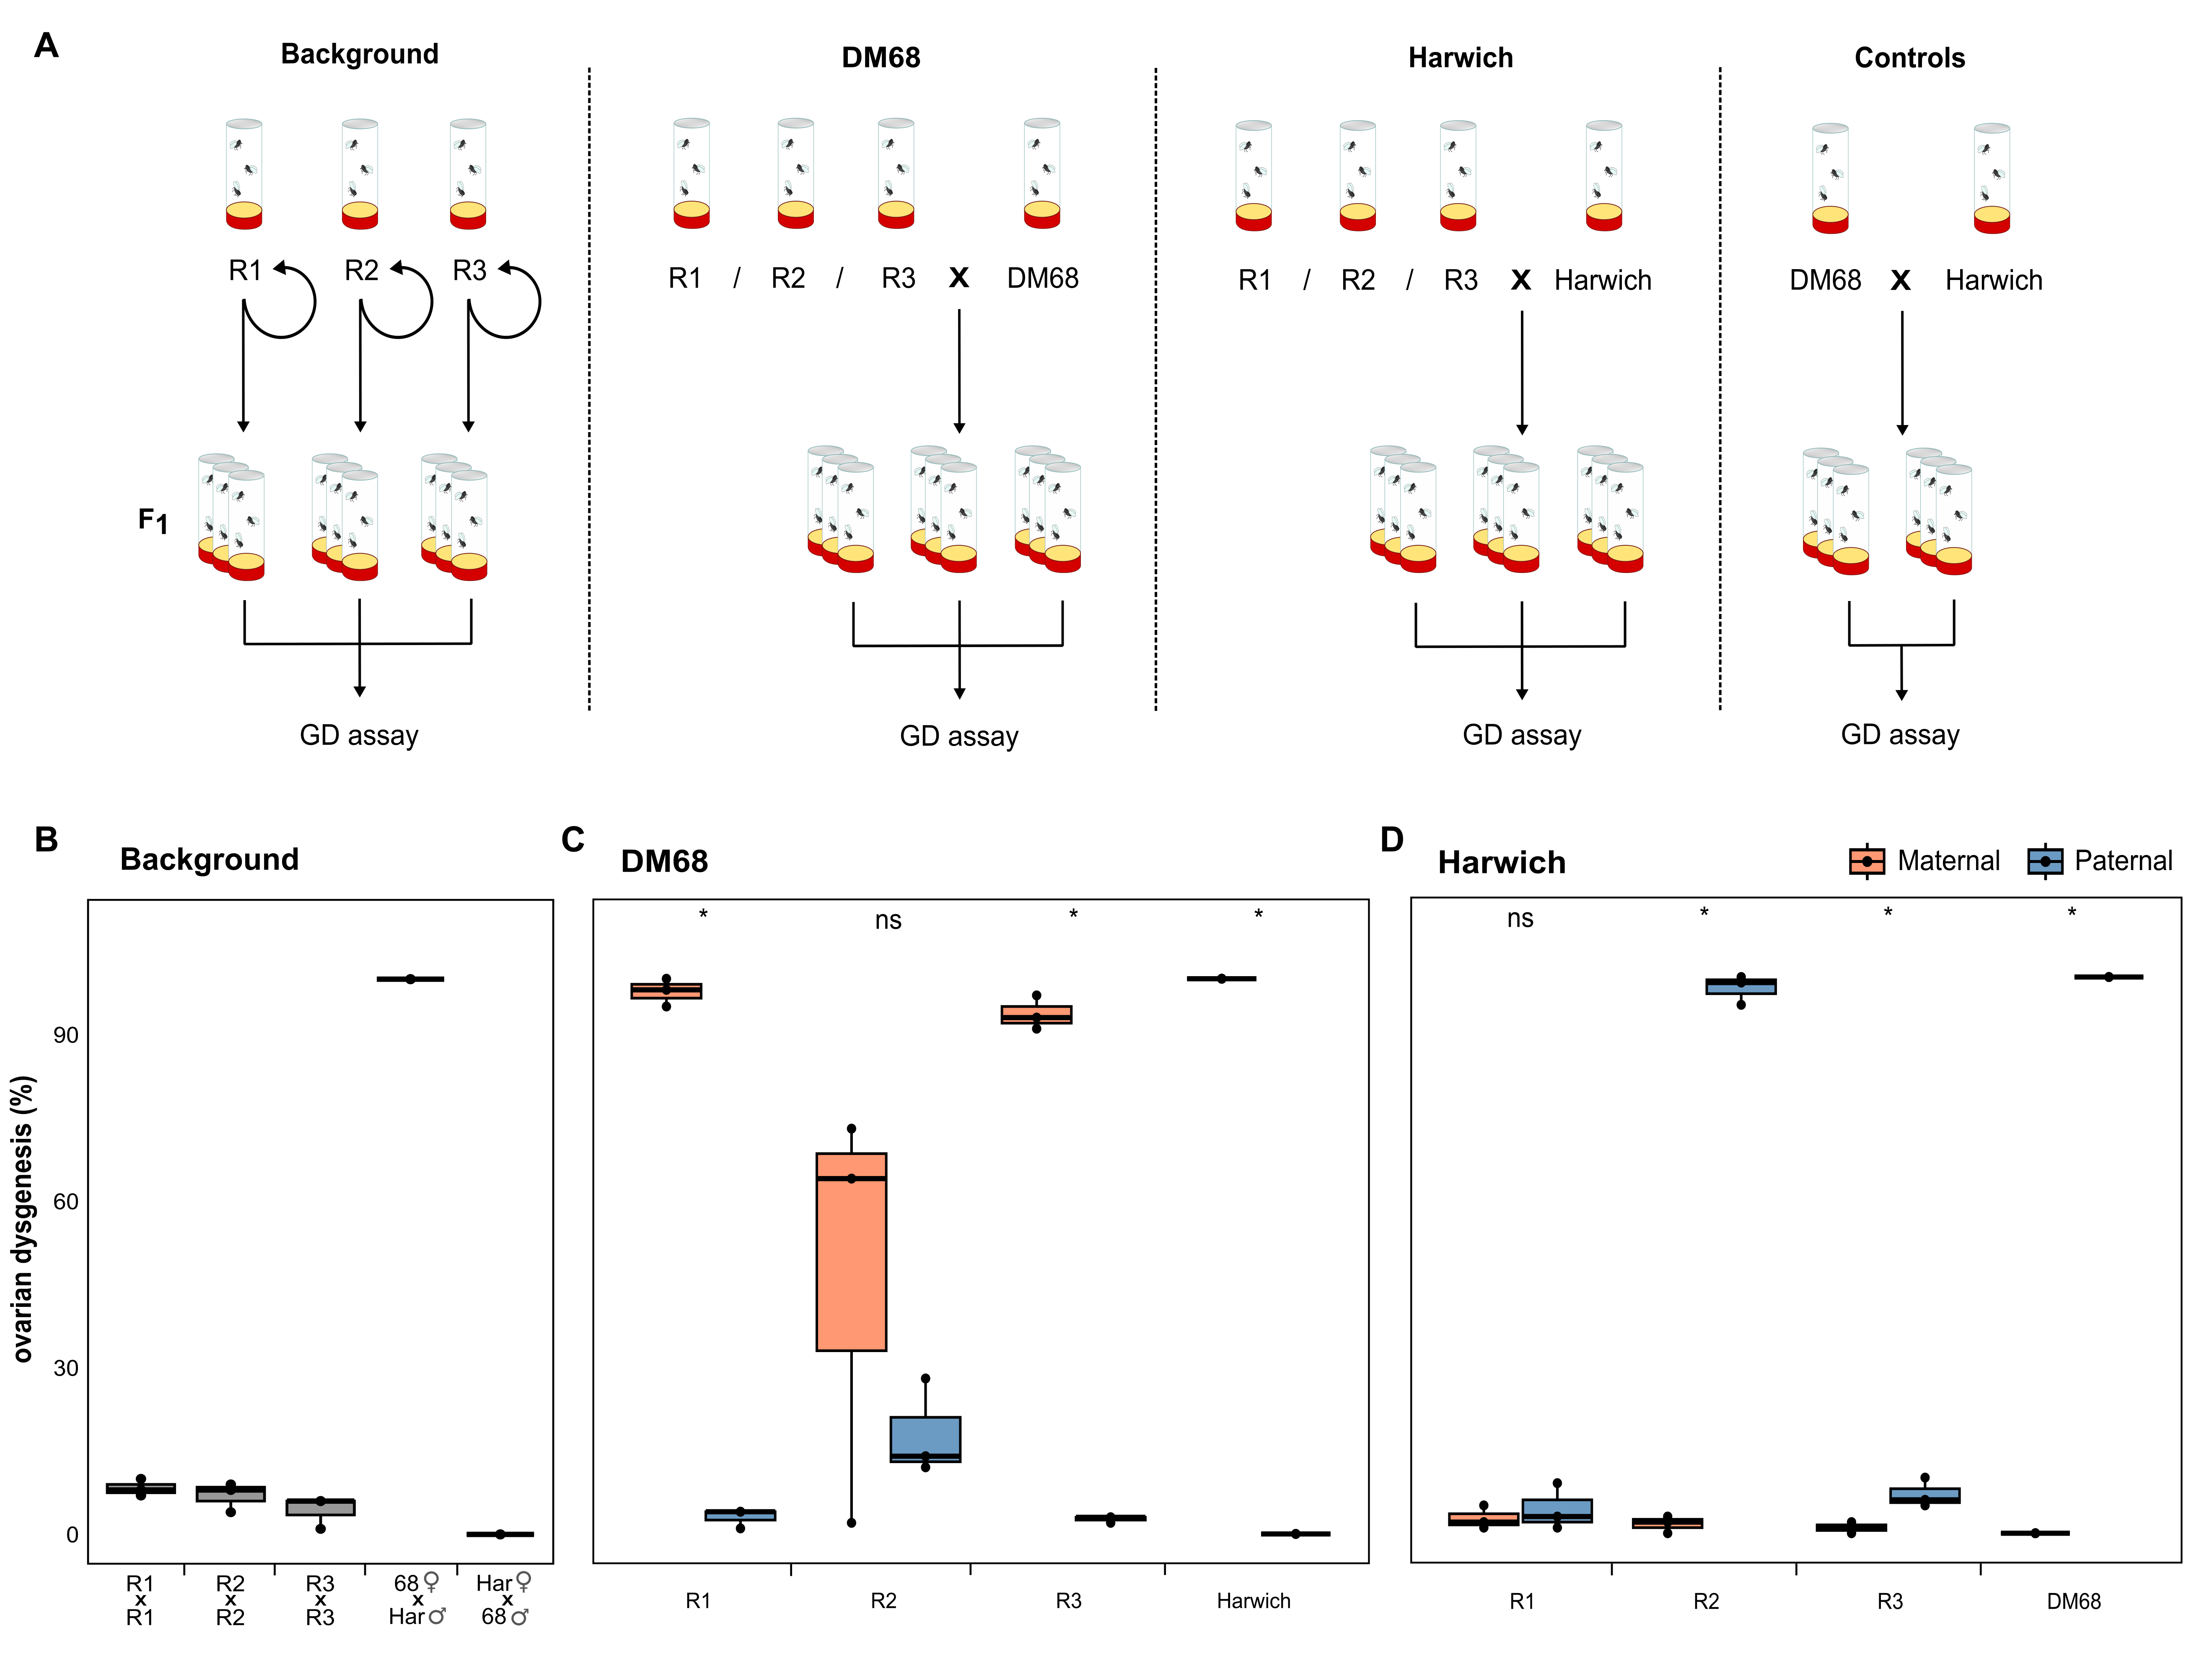 A
Background
DM68
Harwich
Controls
R1 R2 R3
R1 / R2 / R3 X DM68
R1 / R2 / R3 X Harwich
DM68 X Harwich
F1
GD assay
GD assay
GD assay
GD assay
B
Background
C
DM68
D
Harwich
Maternal
Paternal
ovarian dysgenesis (%)
90
60
30
0
* ns * *
ns * * *
R1 x R1
R2 x R2
R3 x R3
68♀ x Har♂
Har♀ x 68♂
R1 R2 R3 Harwich
R1 R2 R3 DM68